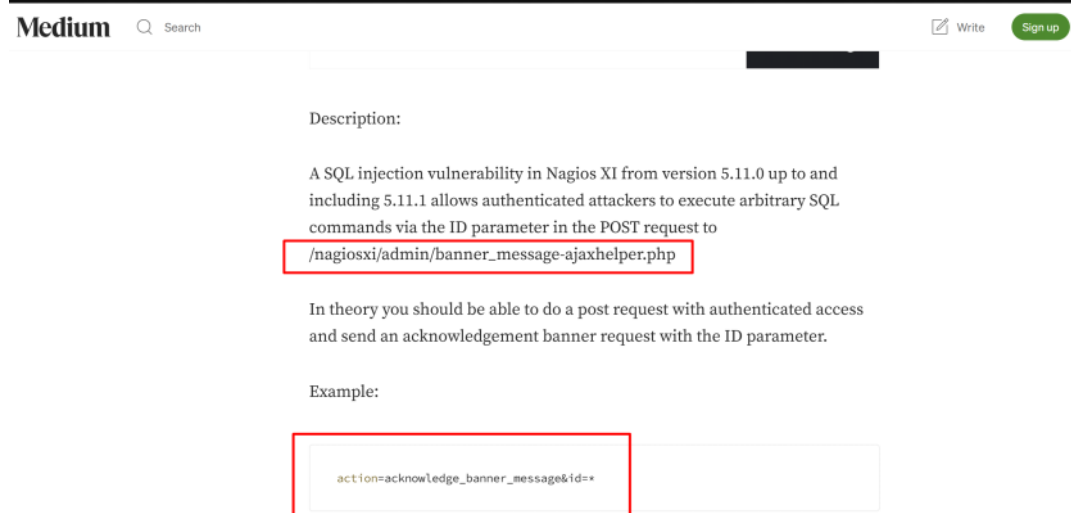 Medium
Search
Write
Sign up
Description:
A SQL injection vulnerability in Nagios XI from version 5.11.0 up to and
including 5.11.1 allows authenticated attackers to execute arbitrary SQL
commands via the ID parameter in the POST request to
/nagiosxi/admin/banner_message-ajaxhelper.php
In theory you should be able to do a post request with authenticated access
and send an acknowledgement banner request with the ID parameter.
Example:
action=acknowledge_banner_message&id=*